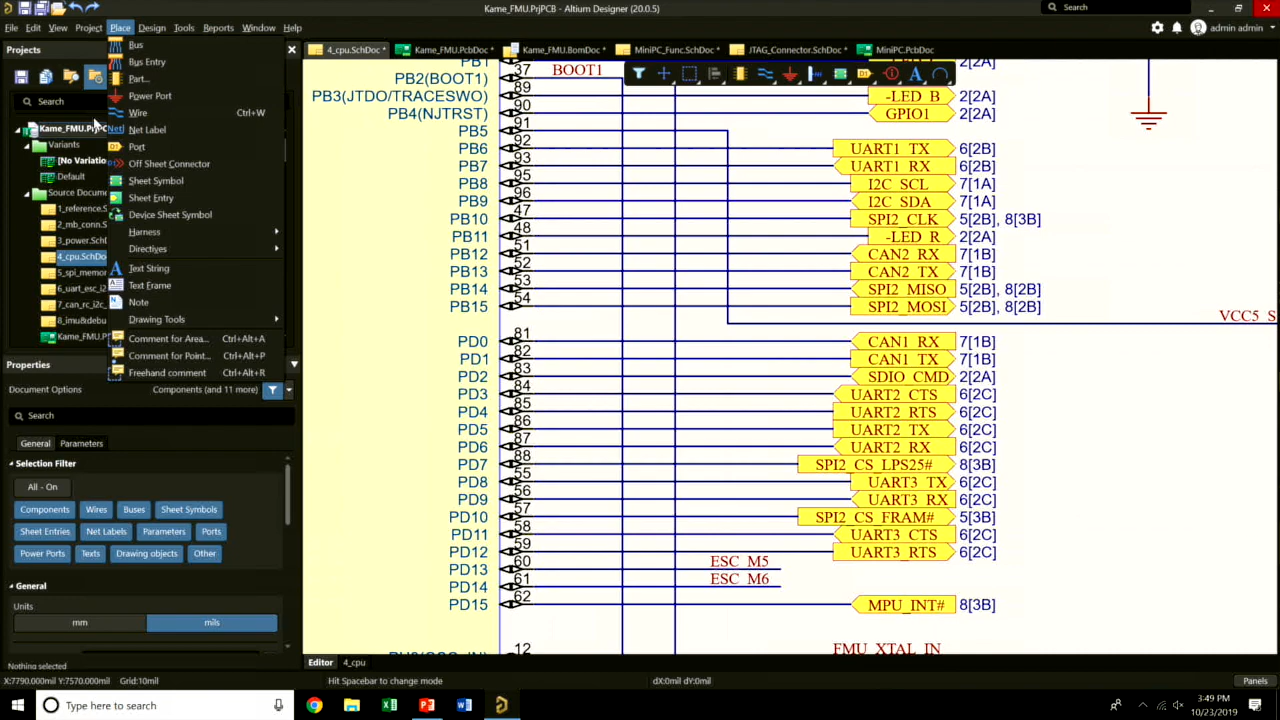 Kame_FMU.PrjPCB - Altium Designer (20.0.5)
Search
File Edit View Project Place Design Tools Reports Window Help
admin admin
Projects
4_cpu.SchDoc * Kame_FMU.PcbDoc Kame_FMU.BomDoc MiniPC_Func.SchDoc * JTAG_Connector.SchDoc * MiniPC.PcbDoc
Search
Kame_FMU.PrjPC
Variants
[No Variatio
Default
Source Docume
1_reference.S
2_mb_conn.S
3_power.SchD
4_cpu.SchDo
5_spi_memor
6_uart_esc_i2
7_can_rc_i2c_
8_imu&debu
Kame_FMU.P
Bus
Bus Entry
Part...
Power Port
Wire Ctrl+W
Net Label
Port
Off Sheet Connector
Sheet Symbol
Sheet Entry
Device Sheet Symbol
Harness
Directives
Text String
Text Frame
Note
Drawing Tools
Comment for Area... Ctrl+Alt+A
Comment for Point... Ctrl+Alt+P
Freehand comment Ctrl+Alt+R
Properties
Document Options Components (and 11 more)
Search
General Parameters
Selection Filter
All - On
Components Wires Buses Sheet Symbols
Sheet Entries Net Labels Parameters Ports
Power Ports Texts Drawing objects Other
General
Units
mm mils
Nothing selected
PB1 2[2A]
PB2(BOOT1) 37 BOOT1
PB3(JTDO/TRACESWO) 89 -LED_B 2[2A]
PB4(NJTRST) 90 GPIO1 2[2A]
PB5
PB6 92 UART1_TX 6[2B]
PB7 93 UART1_RX 6[2B]
PB8 95 I2C_SCL 7[1A]
PB9 96 I2C_SDA 7[1A]
PB10 47 SPI2_CLK 5[2B], 8[3B]
PB11 -LED_R 2[2A]
PB12 51 CAN2_RX 7[1B]
PB13 52 CAN2_TX 7[1B]
PB14 53 SPI2_MISO 5[2B], 8[2B]
PB15 54 SPI2_MOSI 5[2B], 8[2B]
VCC5_S
PD0 81 CAN1_RX 7[1B]
PD1 82 CAN1_TX 7[1B]
PD2 83 SDIO_CMD 2[2A]
PD3 84 UART2_CTS 6[2C]
PD4 85 UART2_RTS 6[2C]
PD5 86 UART2_TX 6[2C]
PD6 87 UART2_RX 6[2C]
PD7 88 SPI2_CS_LPS25# 8[3B]
PD8 55 UART3_TX 6[2C]
PD9 56 UART3_RX 6[2C]
PD10 57 SPI2_CS_FRAM# 5[3B]
PD11 58 UART3_CTS 6[2C]
PD12 59 UART3_RTS 6[2C]
PD13 60 ESC_M5
PD14 61 ESC_M6
PD15 62 MPU_INT# 8[3B]
12 FMU_XTAL_IN
Editor 4_cpu
X:7790.000mil Y:7570.000mil Grid:10mil Hit Spacebar to change mode dX:0mil dY:0mil Panels
Type here to search
3:49 PM
10/23/2019